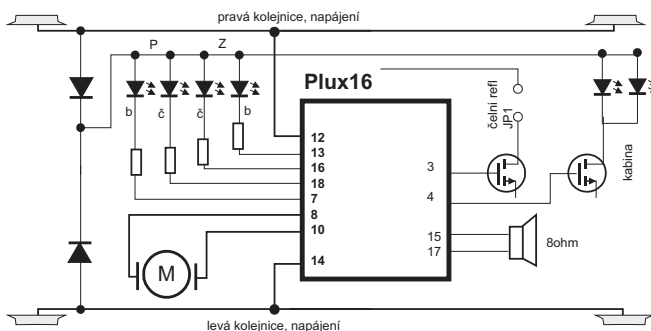 pravá kolejnice, napájení
P
Z
b
č
č
b
Plux16
12
13
16
18
7
8
10
14
3
4
15
17
čelni refl
JP1
kabina
8ohm
M
levá kolejnice, napájení